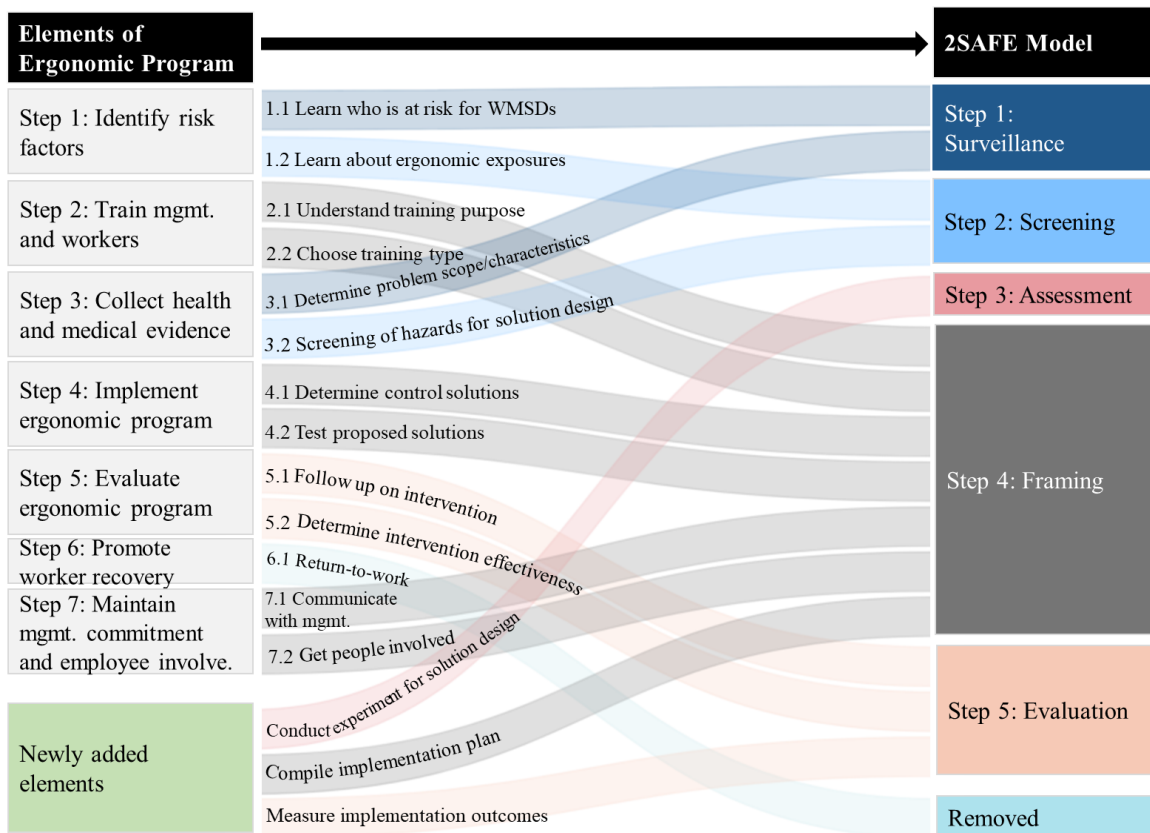 Elements of
Ergonomic Program
2SAFE Model
Step 1: Identify risk
factors
1.1 Learn who is at risk for WMSDs
1.2 Learn about ergonomic exposures
Step 2: Train mgmt.
and workers
2.1 Understand training purpose
2.2 Choose training type
Step 3: Collect health
and medical evidence
3.1 Determine problem scope/characteristics
3.2 Screening of hazards for solution design
Step 4: Implement
ergonomic program
4.1 Determine control solutions
4.2 Test proposed solutions
Step 5: Evaluate
ergonomic program
5.1 Follow up on intervention
5.2 Determine intervention effectiveness
Step 6: Promote
worker recovery
6.1 Return-to-work
Step 7: Maintain
mgmt. commitment
and employee involve.
7.1 Communicate
with mgmt.
7.2 Get people involved
Newly added
elements
Conduct experiment for solution design
Compile implementation plan
Measure implementation outcomes
Step 1:
Surveillance
Step 2: Screening
Step 3: Assessment
Step 4: Framing
Step 5: Evaluation
Removed